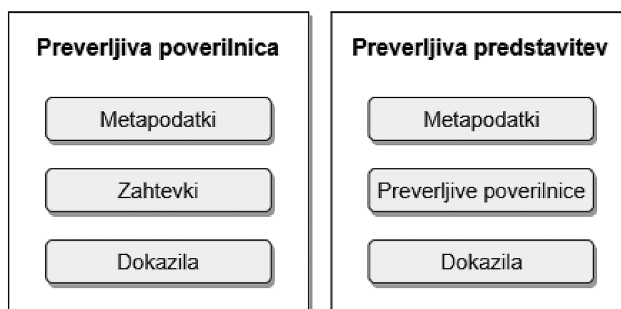 Preverljiva poverilnica
Metapodatki
Zahtevki
Dokazila
Preverljiva predstavitev
Metapodatki
Preverljive poverilnice
Dokazila